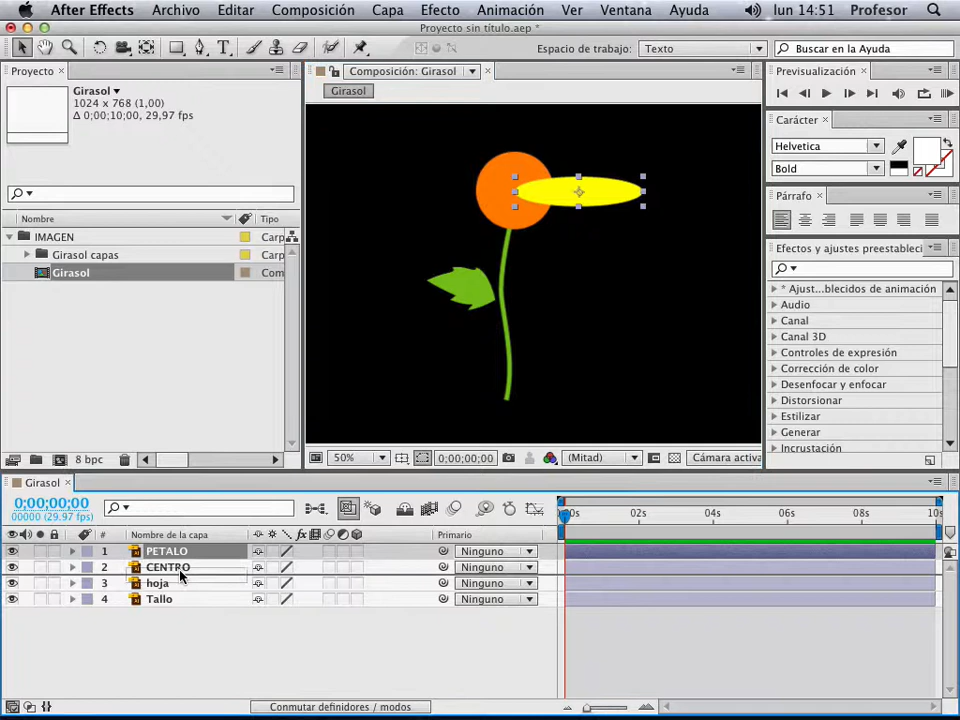 After Effects Archivo Editar Composición Capa Efecto Animación Ver Ventana Ayuda lun 14:51 Profesor
Proyecto sin título.aep *
T Espacio de trabajo: Texto Buscar en la Ayuda
Proyecto
Composición: Girasol
Previsualización
Girasol
Girasol
1024 x 768 (1,00)
Δ 0;00;10;00, 29,97 fps
Carácter
Helvetica
Bold
Párrafo
Nombre Tipo
IMAGEN Carp
Girasol capas Carp
Girasol Com
Efectos y ajustes preestableci
* Ajust...blecidos de animación
Audio
Canal
Canal 3D
Controles de expresión
Corrección de color
Desenfocar y enfocar
Distorsionar
Estilizar
Generar
Incrustación
8 bpc
50% 0;00;00;00 (Mitad) Cámara activa
Girasol
0;00;00;00
00000 (29.97 fps)
00s 02s 04s 06s 08s 10s
# Nombre de la capa fx Primario
1 PETALO Ninguno
2 CENTRO Ninguno
3 hoja Ninguno
4 Tallo Ninguno
Conmutar definidores / modos